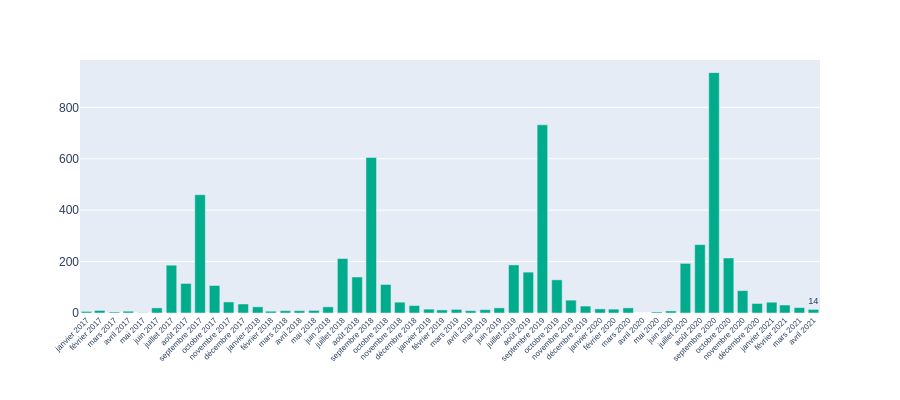 800
600
400
200
0
14
janvier 2017
février 2017
mars 2017
avril 2017
mai 2017
juin 2017
juillet 2017
août 2017
septembre 2017
octobre 2017
novembre 2017
décembre 2017
janvier 2018
février 2018
mars 2018
avril 2018
mai 2018
juin 2018
juillet 2018
août 2018
septembre 2018
octobre 2018
novembre 2018
décembre 2018
janvier 2019
février 2019
mars 2019
avril 2019
mai 2019
juin 2019
juillet 2019
août 2019
septembre 2019
octobre 2019
novembre 2019
décembre 2019
janvier 2020
février 2020
mars 2020
avril 2020
mai 2020
juin 2020
juillet 2020
août 2020
septembre 2020
octobre 2020
novembre 2020
décembre 2020
janvier 2021
février 2021
mars 2021
avril 2021